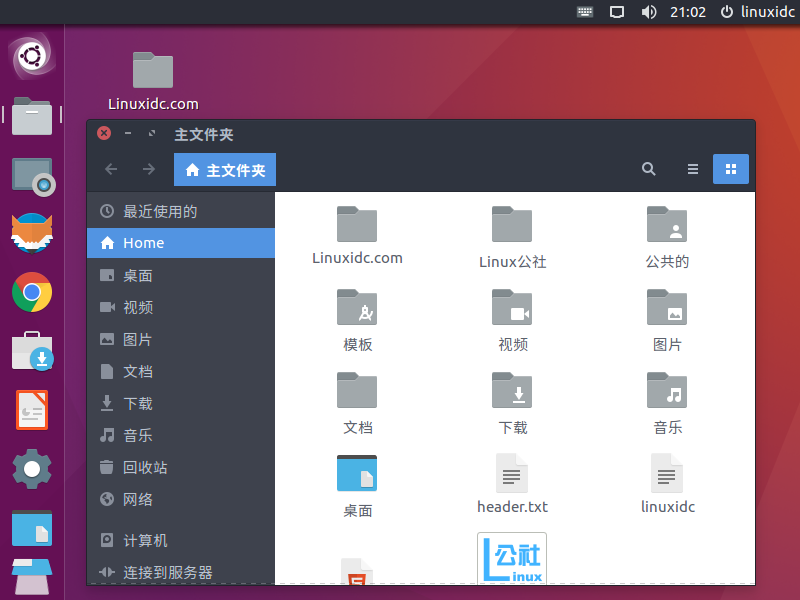 21:02 linuxidc
Linuxidc.com
主文件夹
主文件夹
最近使用的
Home
桌面
视频
图片
文档
下载
音乐
回收站
网络
计算机
连接到服务器
Linuxidc.com Linux公社 公共的
模板 视频 图片
文档 下载 音乐
桌面 header.txt linuxidc
公社
Linux